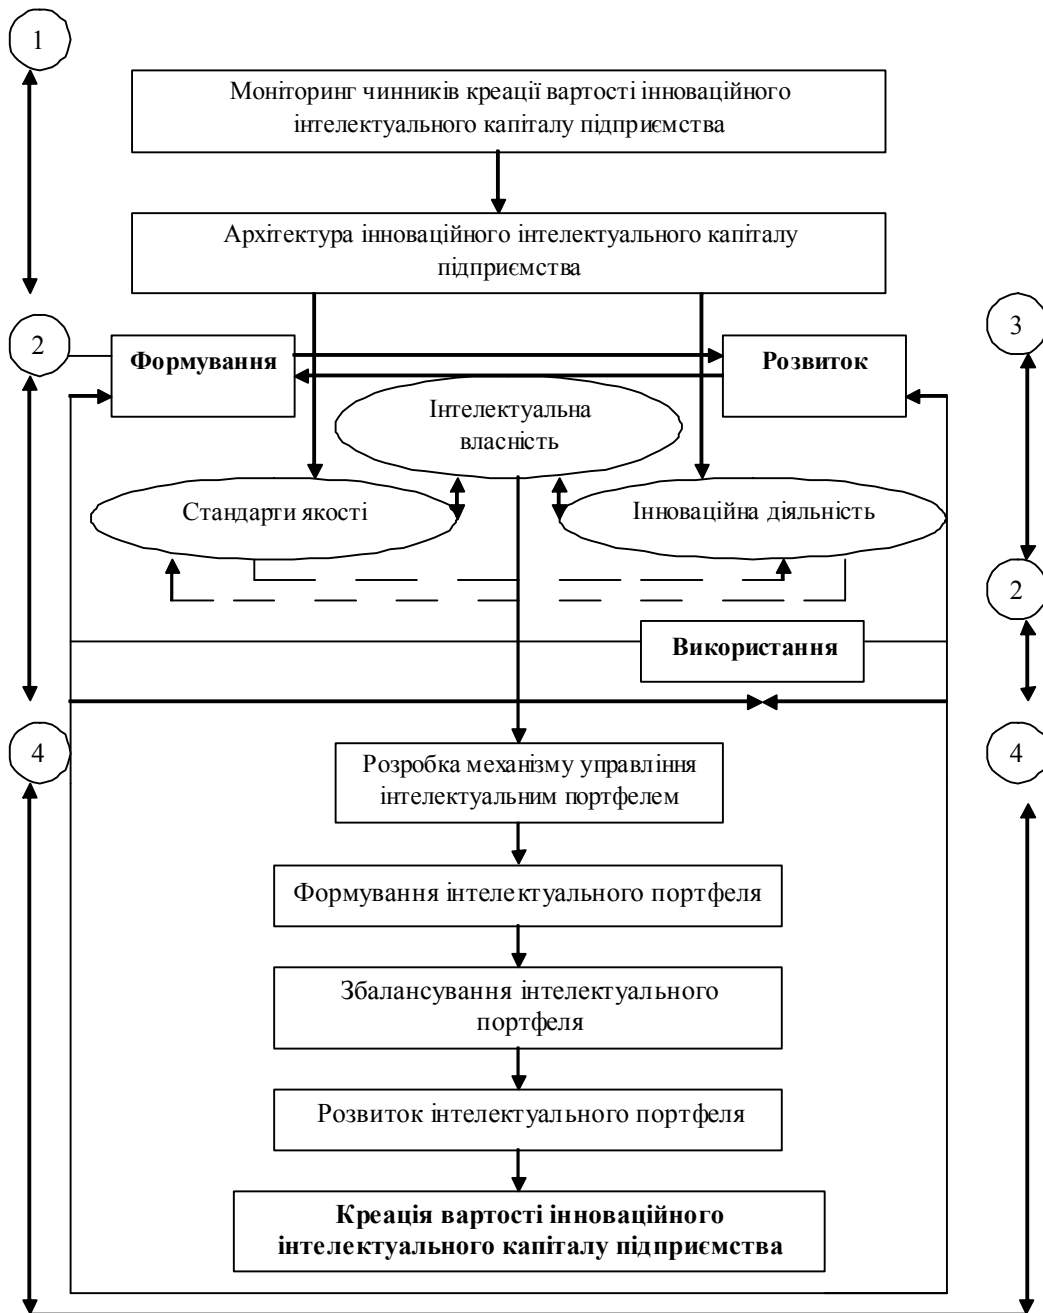 1
Моніторинг чинників креації вартості інноваційного
інтелектуального капіталу підприємства
Архітектура інноваційного інтелектуального капіталу
підприємства
2
3
Формування
Розвиток
Інтелектуальна
власність
Стандарти якості
Інноваційна діяльність
2
Використання
4
4
Розробка механізму управління
інтелектуальним портфелем
Формування інтелектуального портфеля
Збалансування інтелектуального
портфеля
Розвиток інтелектуального портфеля
Креація вартості інноваційного
інтелектуального капіталу підприємства